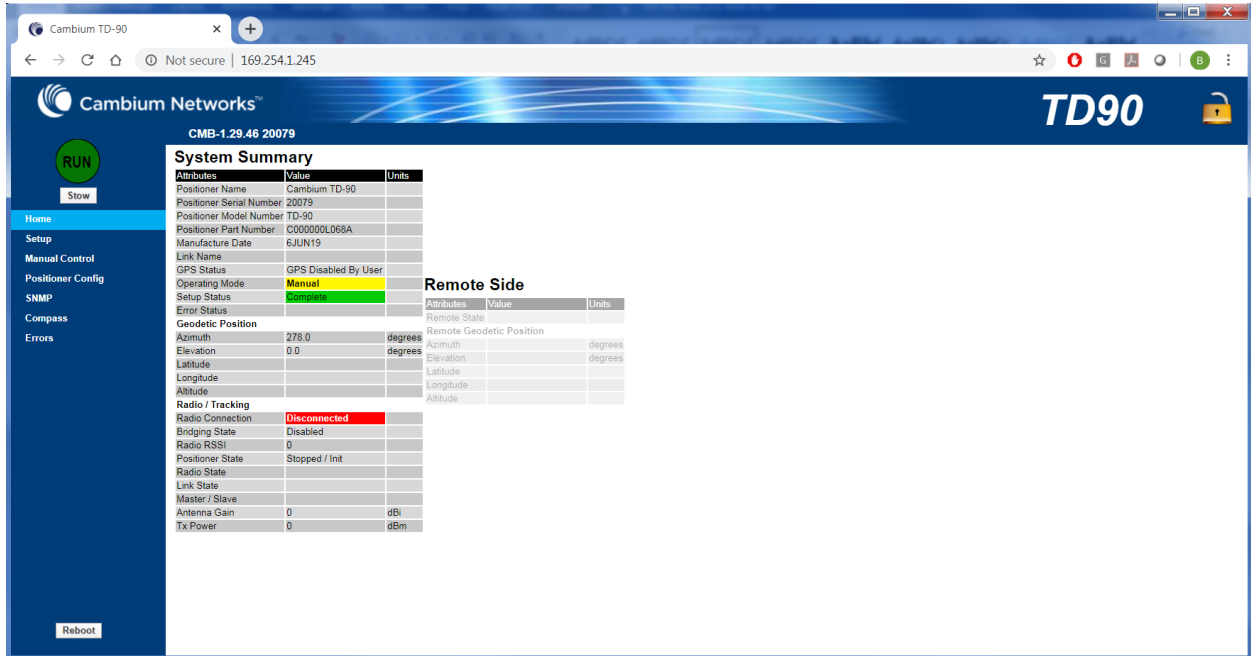 Cambium TD-90
Not secure | 169.254.1.245
G
B
Cambium Networks™
TD90
CMB-1.29.46 20079
RUN
Stow
Home
Setup
Manual Control
Positioner Config
SNMP
Compass
Errors
Reboot
System Summary
Attributes Value Units
Positioner Name Cambium TD-90
Positioner Serial Number 20079
Positioner Model Number TD-90
Positioner Part Number C000000L068A
Manufacture Date 6JUN19
Link Name
GPS Status GPS Disabled By User
Operating Mode Manual
Setup Status Complete
Error Status
Geodetic Position
Azimuth 278.0 degrees
Elevation 0.0 degrees
Latitude
Longitude
Altitude
Radio / Tracking
Radio Connection Disconnected
Bridging State Disabled
Radio RSSI 0
Positioner State Stopped / Init
Radio State
Link State
Master / Slave
Antenna Gain 0 dBi
Tx Power 0 dBm
Remote Side
Attributes Value Units
Remote State
Remote Geodetic Position
Azimuth degrees
Elevation degrees
Latitude
Longitude
Altitude